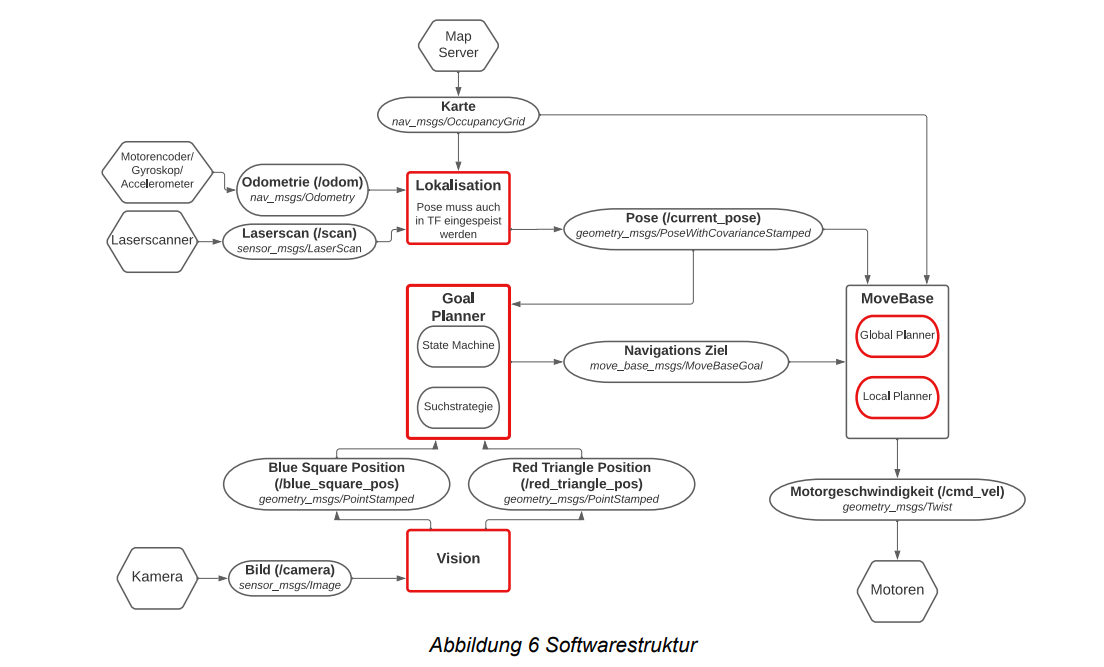 Map
Server
Karte
nav_msgs/OccupancyGrid
Motorencoder/
Gyroskop/
Accelerometer
Odometrie (/odom)
nav_msgs/Odometry
Lokalisation
Pose muss auch
in TF eingespeist
werden
Laserscanner
Laserscan (/scan)
sensor_msgs/LaserScan
Pose (/current_pose)
geometry_msgs/PoseWithCovarianceStamped
Goal
Planner
State Machine
Suchstrategie
Navigations Ziel
move_base_msgs/MoveBaseGoal
MoveBase
Global Planner
Local Planner
Blue Square Position
(/blue_square_pos)
geometry_msgs/PointStamped
Red Triangle Position
(/red_triangle_pos)
geometry_msgs/PointStamped
Motorgeschwindigkeit (/cmd_vel)
geometry_msgs/Twist
Vision
Kamera
Bild (/camera)
sensor_msgs/Image
Motoren
Abbildung 6 Softwarestruktur